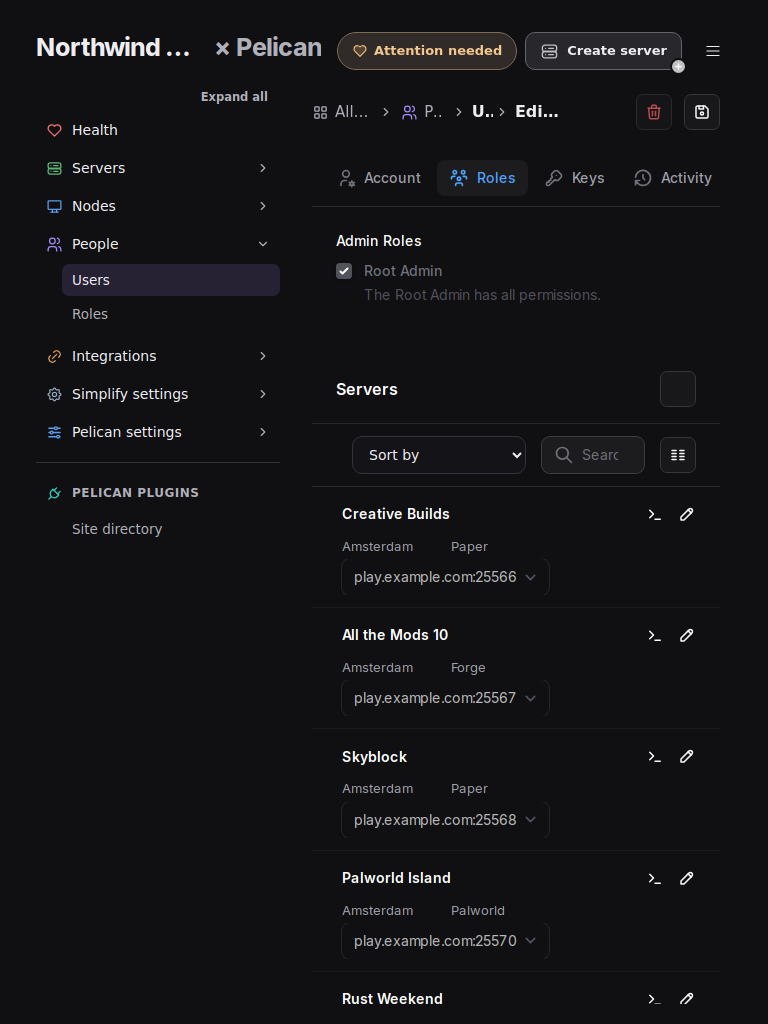 Northwind ... × Pelican
Attention needed
Create server
Expand all
Health
Servers
Nodes
People
Users
Roles
Integrations
Simplify settings
Pelican settings
PELICAN PLUGINS
Site directory
All... > P.. > U.. > Edi...
Account
Roles
Keys
Activity
Admin Roles
Root Admin
The Root Admin has all permissions.
Servers
Sort by
Searc
Creative Builds
Amsterdam Paper
play.example.com:25566
All the Mods 10
Amsterdam Forge
play.example.com:25567
Skyblock
Amsterdam Paper
play.example.com:25568
Palworld Island
Amsterdam Palworld
play.example.com:25570
Rust Weekend